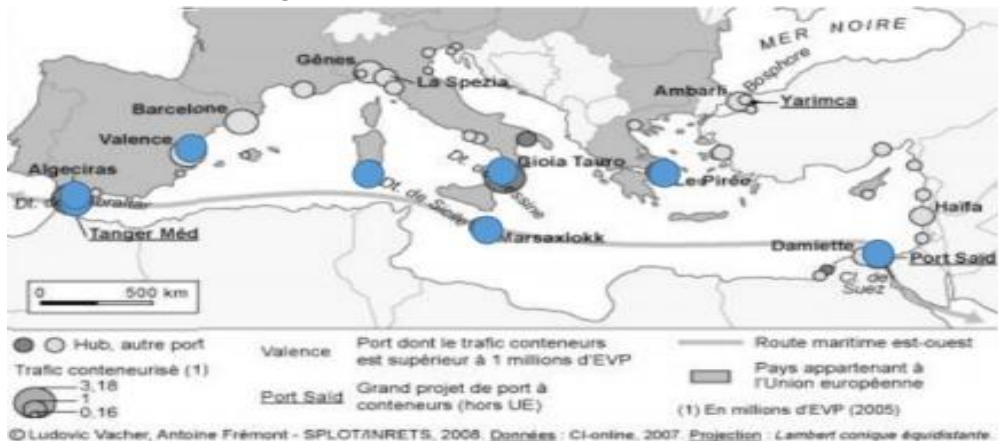 MER NOIRE
Bosphore
Gênes
La Spezia
Ambarli
Yarimca
Barcelone
Valence
Algeciras
Gioia Tauro
Le Pirée
Dt. de Gibraltar
Dt. de Sicile
Dt. de Messine
Haïfa
Tanger Méd
Marsaxlokk
Damiette
Port Saïd
Cl. de Suez
0 500 km
Hub, autre port
Trafic conteneurisé (1)
3,18
1
0,16
Valence
Port dont le trafic conteneurs
est supérieur à 1 millions d'EVP
Port Saïd
Grand projet de port à
conteneurs (hors UE)
Route maritime est-ouest
Pays appartenant à
l'Union européenne
(1) En millions d'EVP (2005)
© Ludovic Vacher, Antoine Frémont - SPLOT/INRETS, 2008. Données : CI-online, 2007. Projection : Lambert conique équidistante